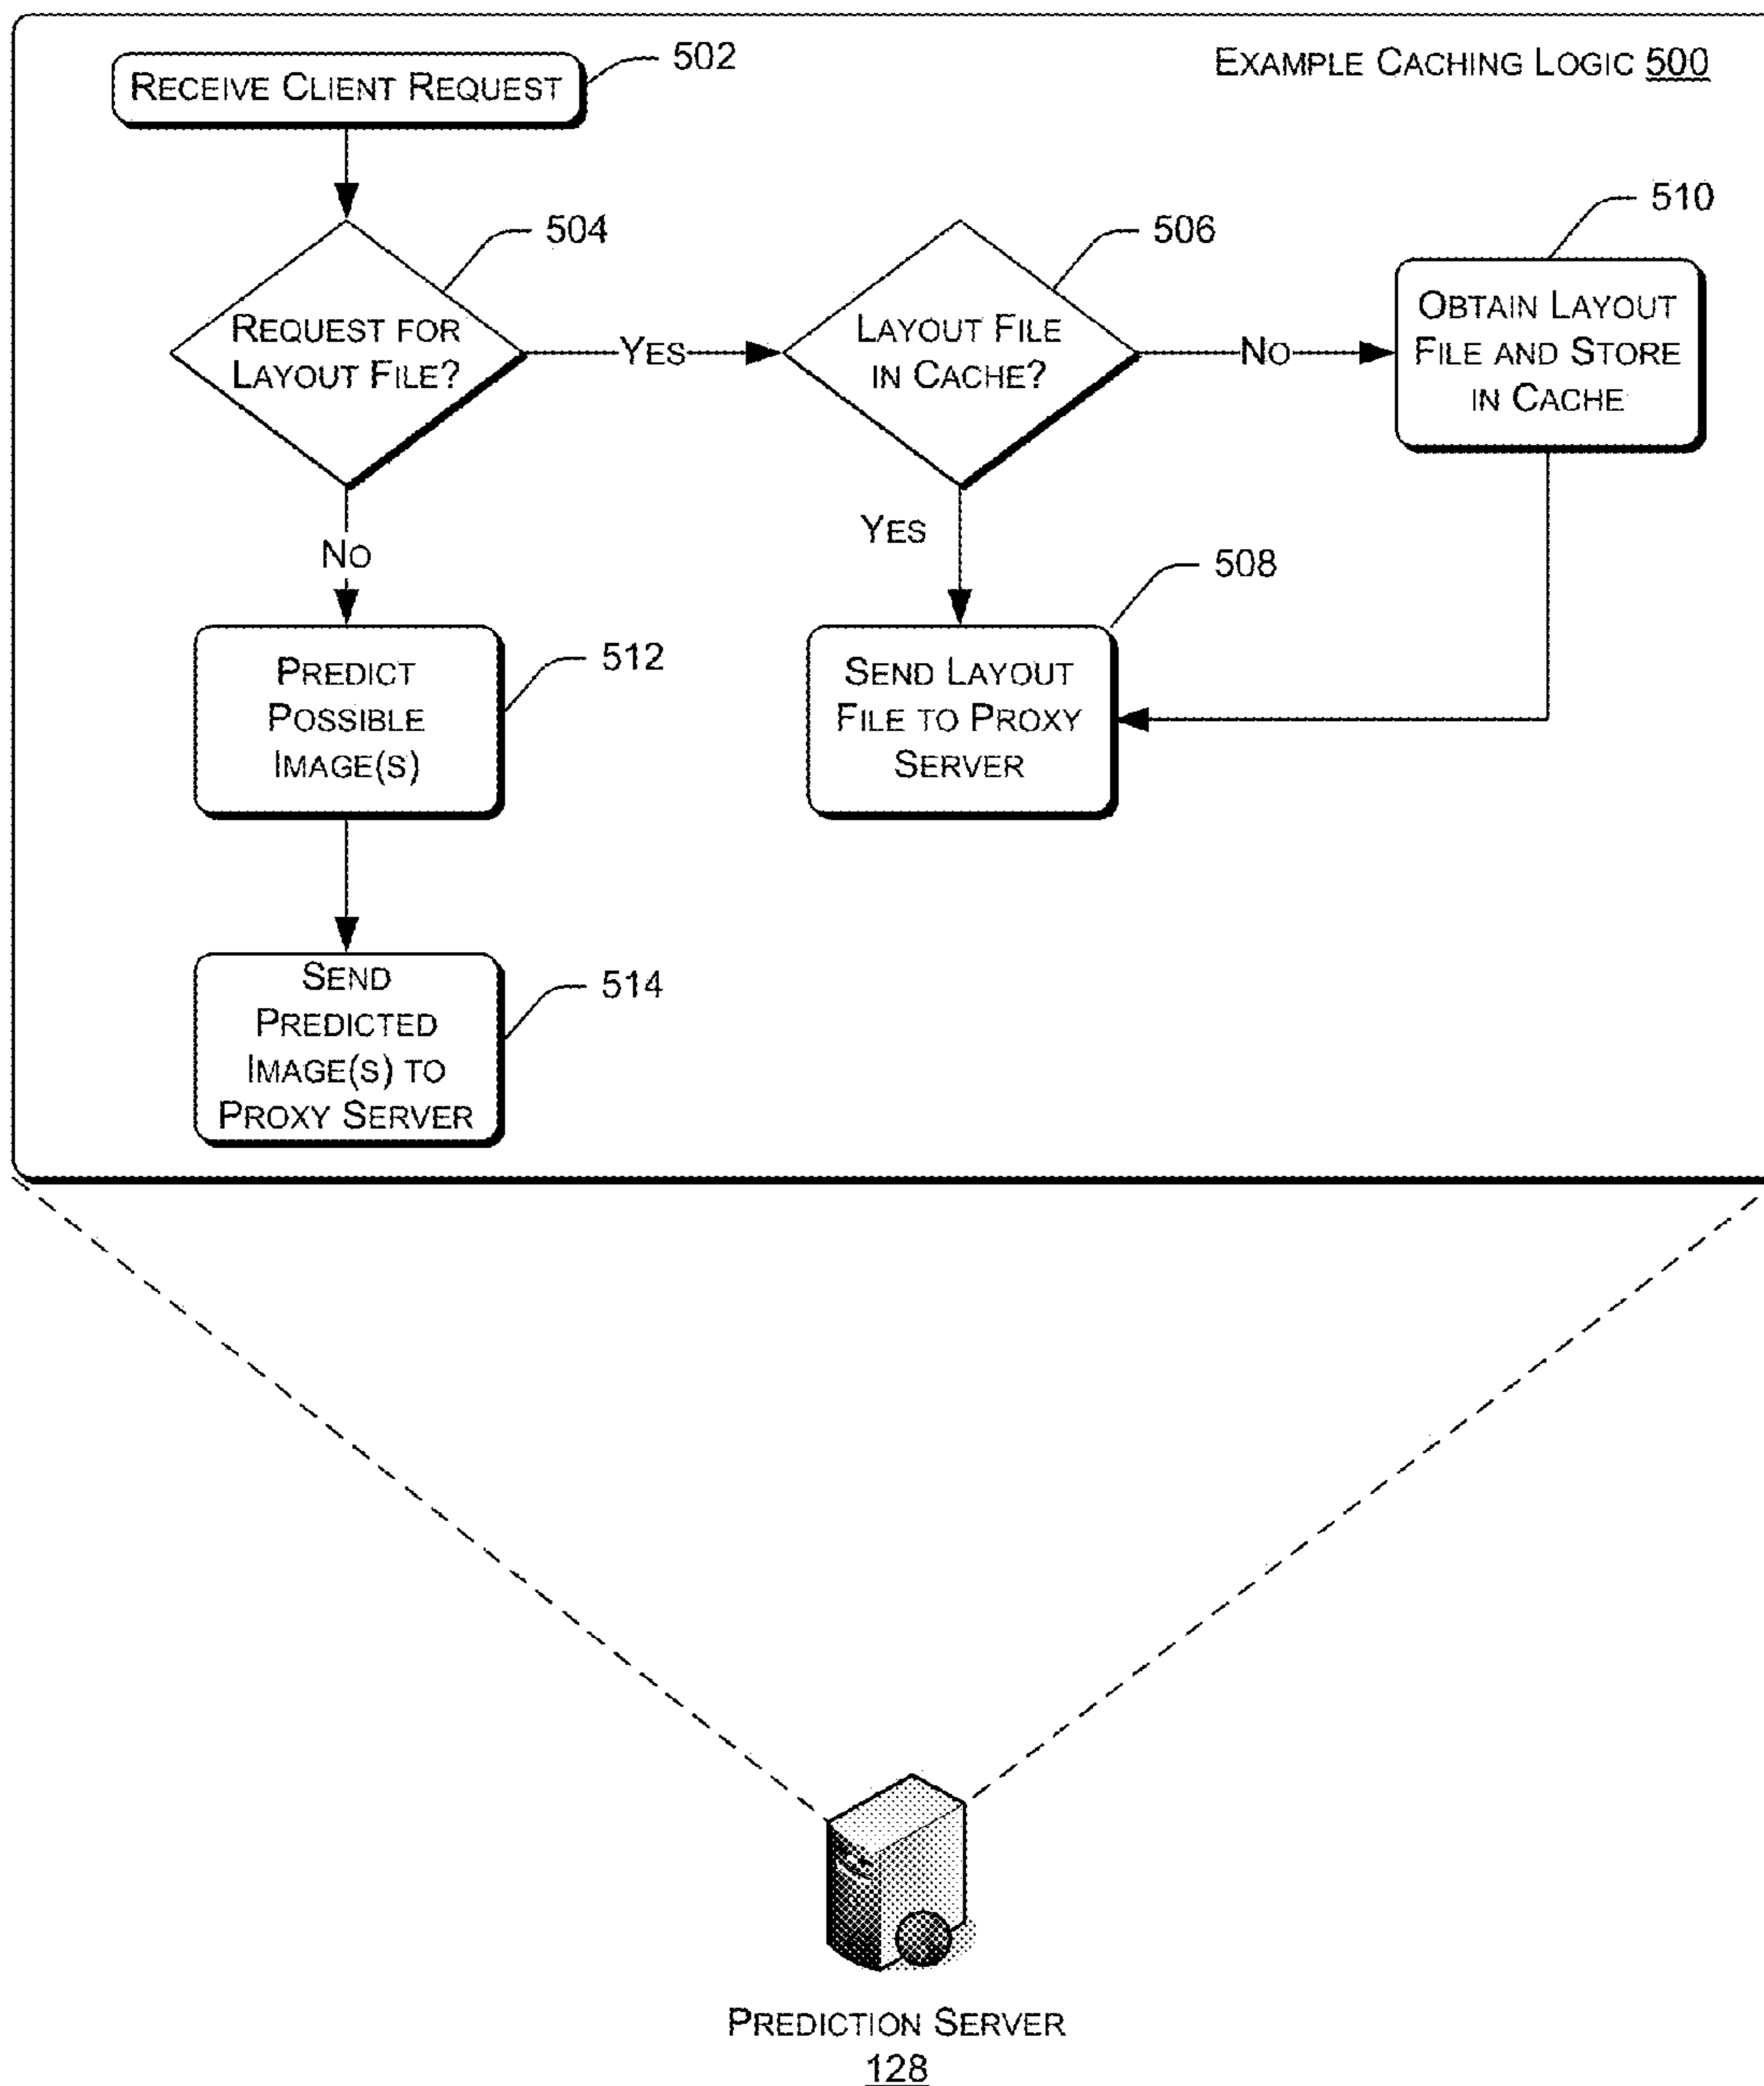 EXAMPLE CACHING LOGIC 500
RECEIVE CLIENT REQUEST
502
504
REQUEST FOR
LAYOUT FILE?
YES
506
LAYOUT FILE
IN CACHE?
NO
510
OBTAIN LAYOUT
FILE AND STORE
IN CACHE
YES
508
SEND LAYOUT
FILE TO PROXY
SERVER
NO
512
PREDICT
POSSIBLE
IMAGE(S)
514
SEND
PREDICTED
IMAGE(S) TO
PROXY SERVER
PREDICTION SERVER
128